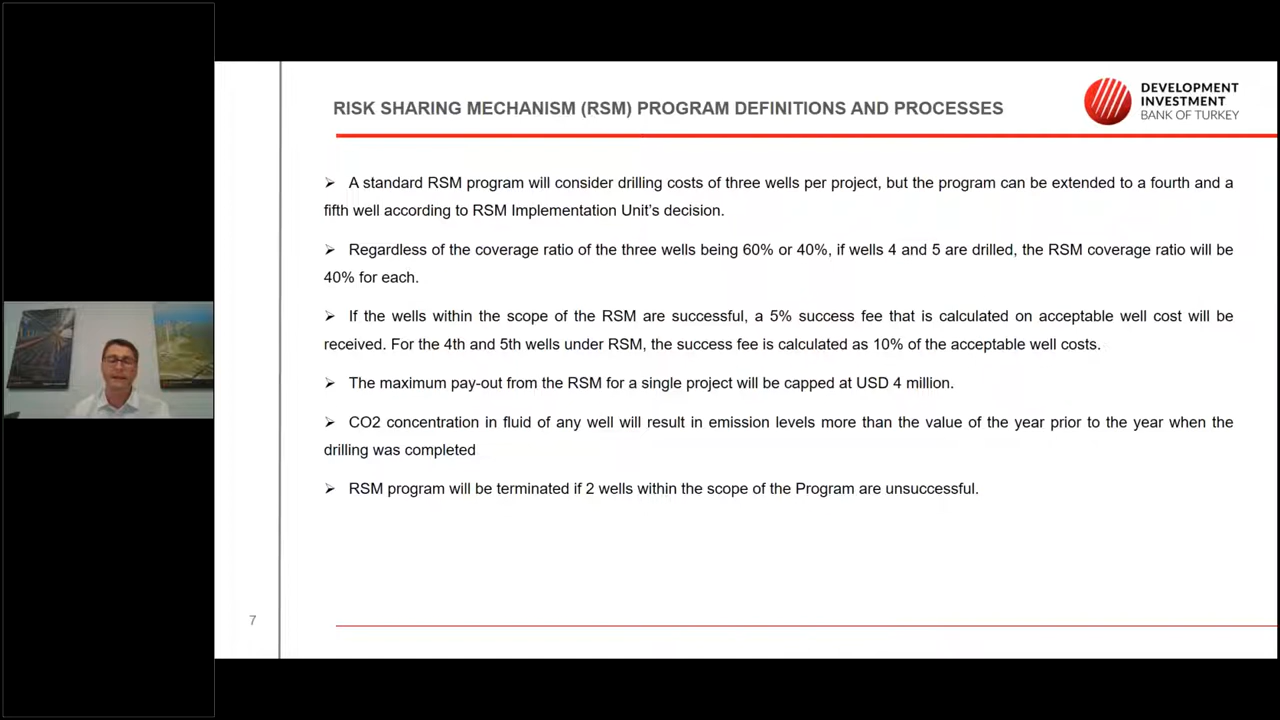 RISK SHARING MECHANISM (RSM) PROGRAM DEFINITIONS AND PROCESSES
DEVELOPMENT
INVESTMENT
BANK OF TURKEY
➢ A standard RSM program will consider drilling costs of three wells per project, but the program can be extended to a fourth and a
fifth well according to RSM Implementation Unit's decision.
➢ Regardless of the coverage ratio of the three wells being 60% or 40%, if wells 4 and 5 are drilled, the RSM coverage ratio will be
40% for each.
➢ If the wells within the scope of the RSM are successful, a 5% success fee that is calculated on acceptable well cost will be
received. For the 4th and 5th wells under RSM, the success fee is calculated as 10% of the acceptable well costs.
➢ The maximum pay-out from the RSM for a single project will be capped at USD 4 million.
➢ CO2 concentration in fluid of any well will result in emission levels more than the value of the year prior to the year when the
drilling was completed
➢ RSM program will be terminated if 2 wells within the scope of the Program are unsuccessful.
7